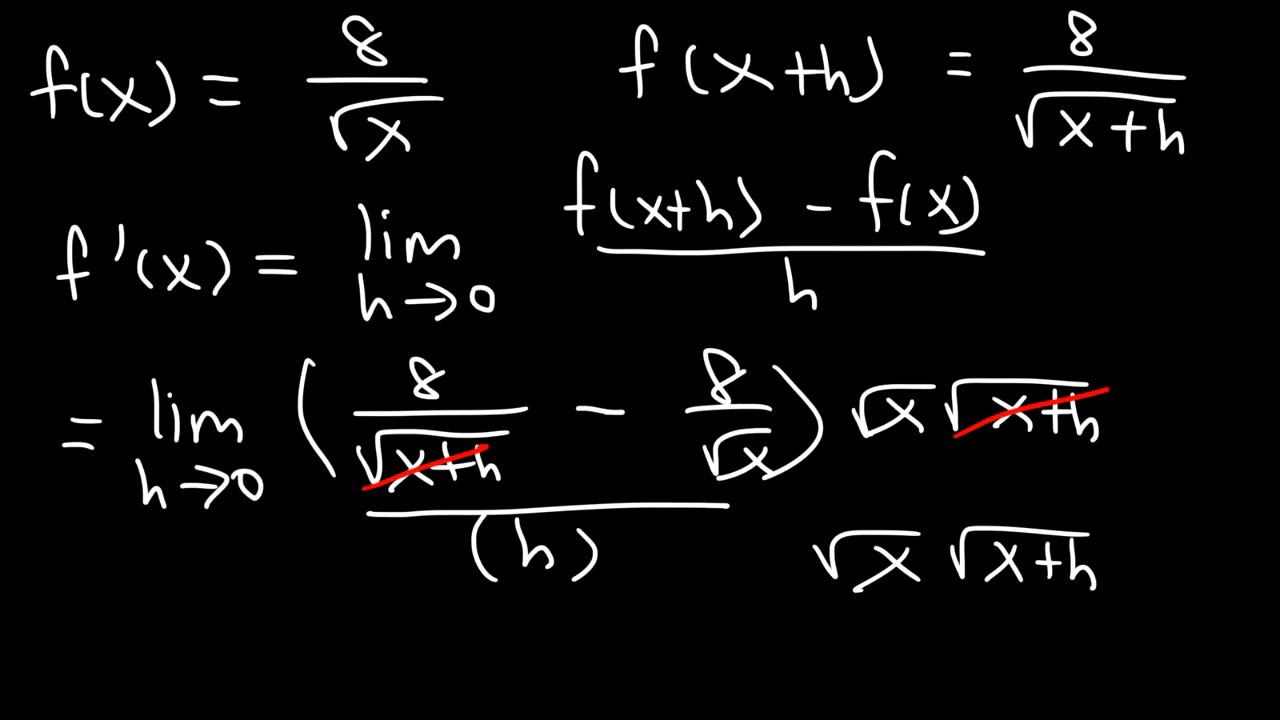 f(x) = 8/√x f(x+h) = 8/√(x+h)
f'(x) = lim h→0 (f(x+h) - f(x))/h
= lim h→0 (8/√(x+h) - 8/√x) √x √(x+h) / (h) √x √(x+h)